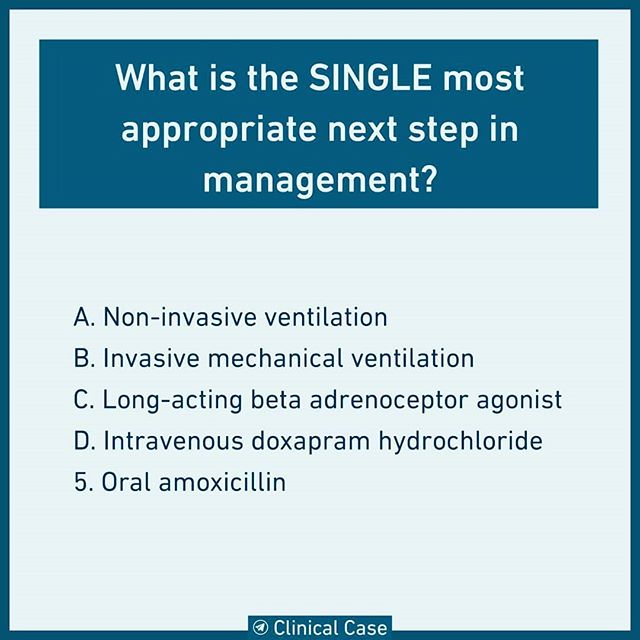 What is the SINGLE most
appropriate next step in
management?
A. Non-invasive ventilation
B. Invasive mechanical ventilation
C. Long-acting beta adrenoceptor agonist
D. Intravenous doxapram hydrochloride
5. Oral amoxicillin
Clinical Case